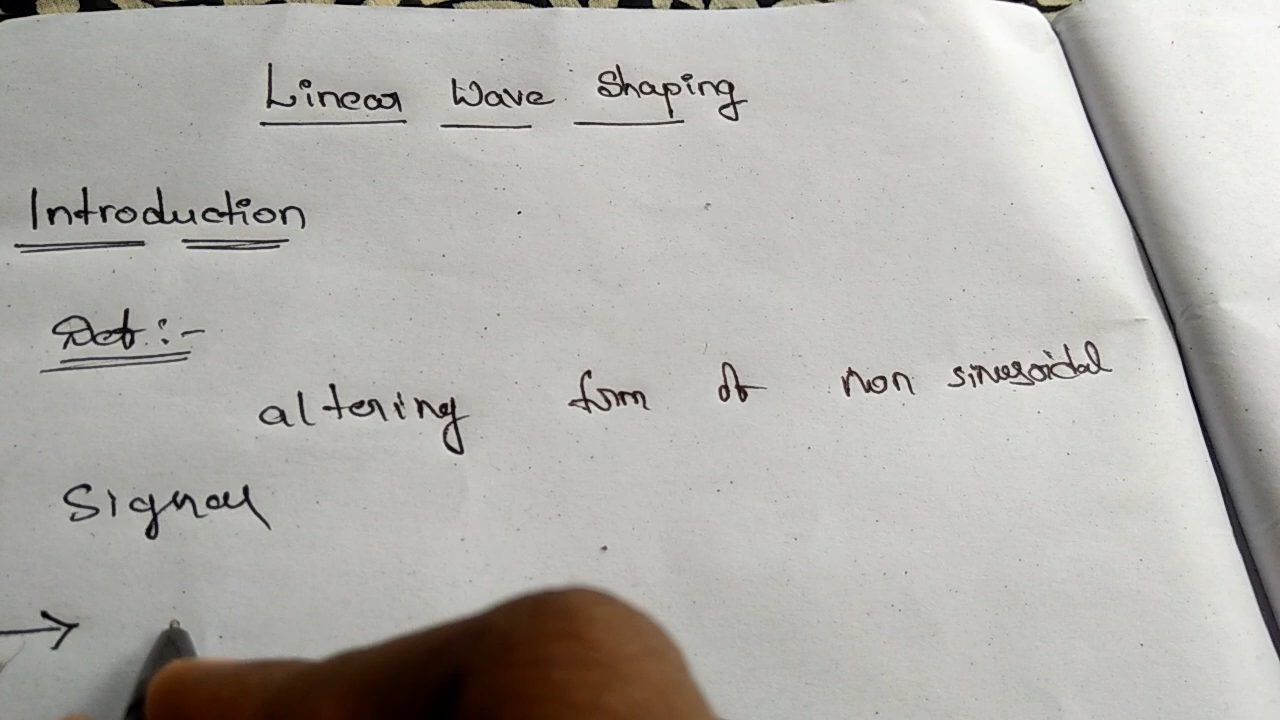 Linear Wave Shaping
Introduction
Def :-
altering form of non sinusoidal
Signal
→